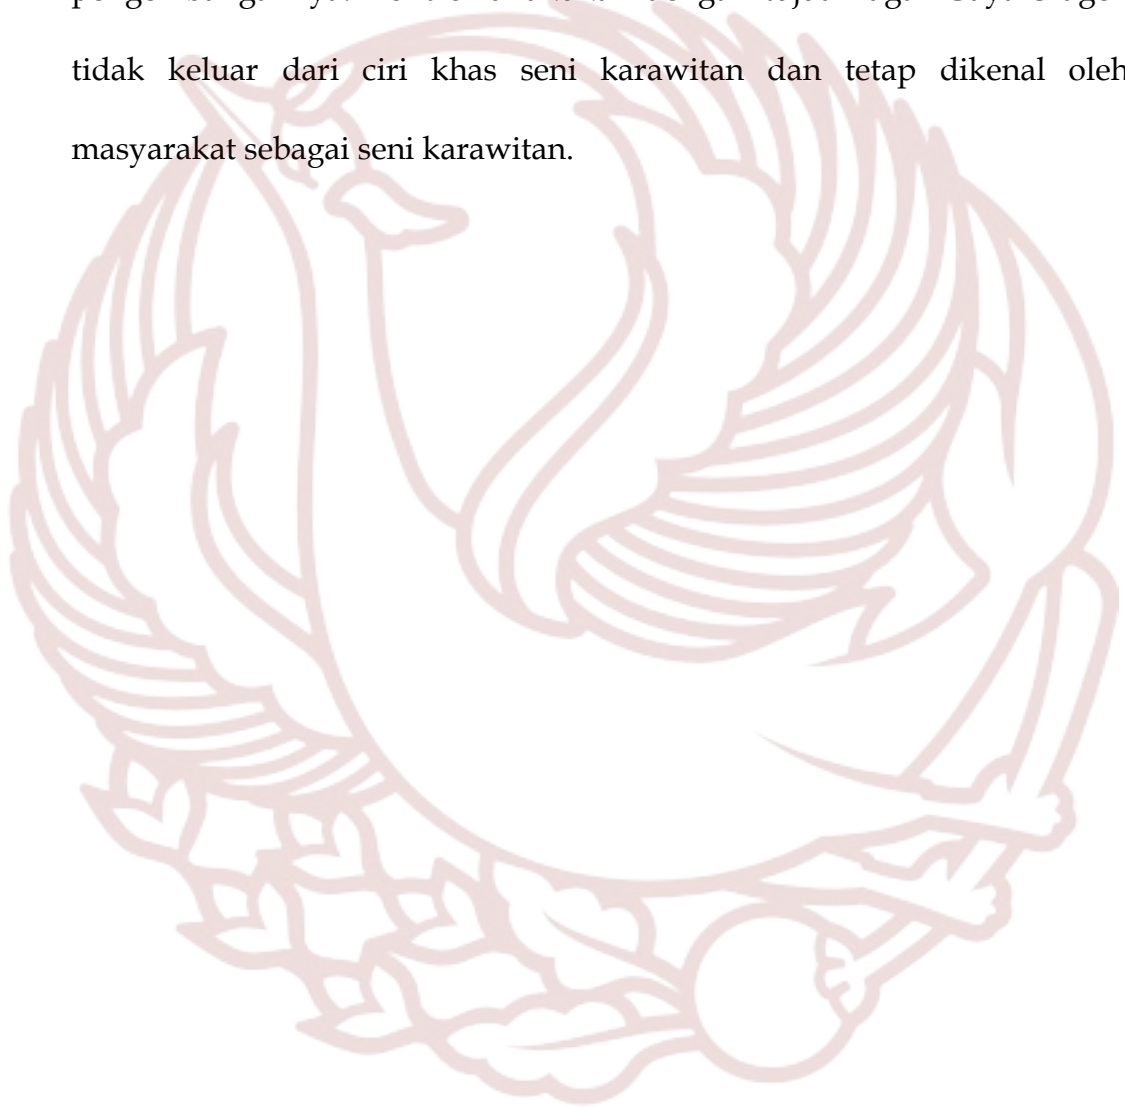 tidak keluar dari ciri khas seni karawitan dan tetap dikenal oleh
masyarakat sebagai seni karawitan.